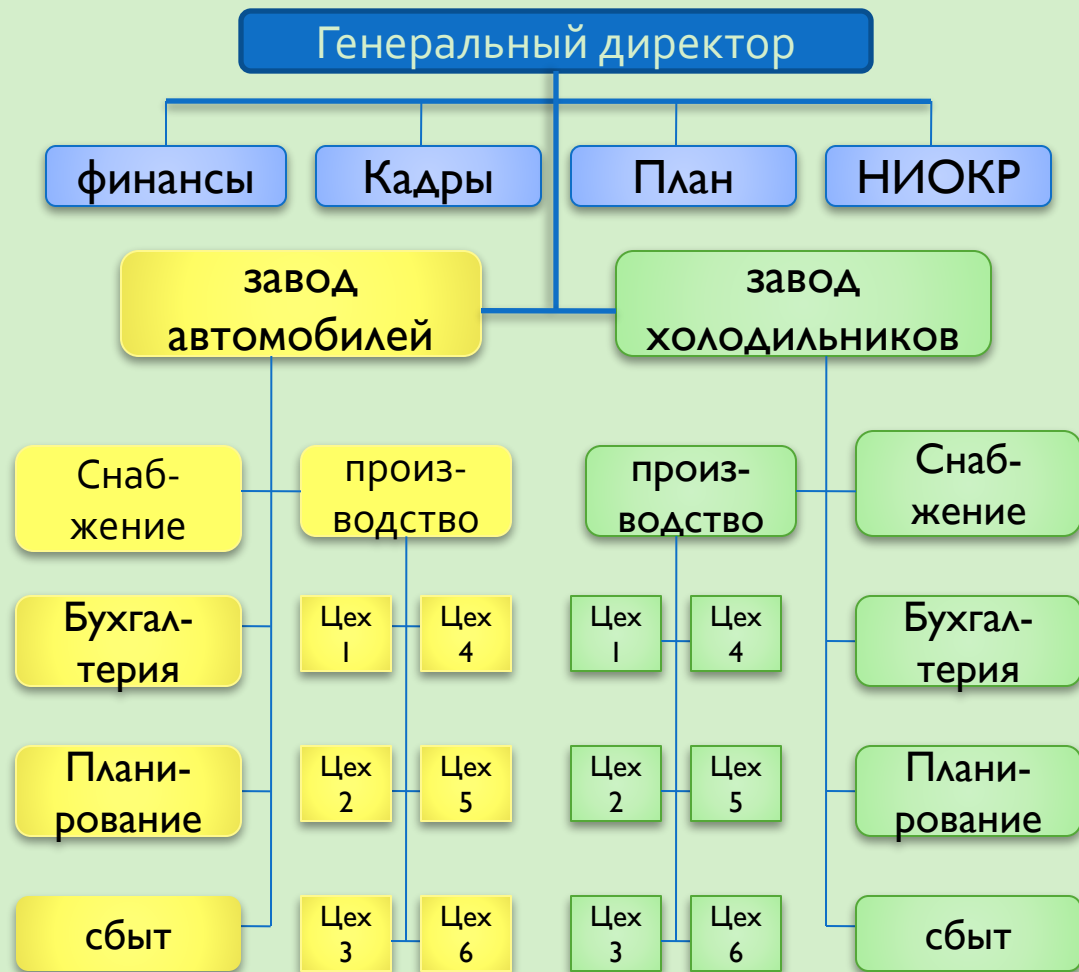 Генеральный директор
финансы
Кадры
План
НИОКР
завод
автомобилей
завод
холодильников
Снаб-
жение
произ-
водство
произ-
водство
Снаб-
жение
Бухгал-
терия
Цех
1
Цех
4
Цех
1
Цех
4
Бухгал-
терия
Плани-
рование
Цех
2
Цех
5
Цех
2
Цех
5
Плани-
рование
сбыт
Цех
3
Цех
6
Цех
3
Цех
6
сбыт